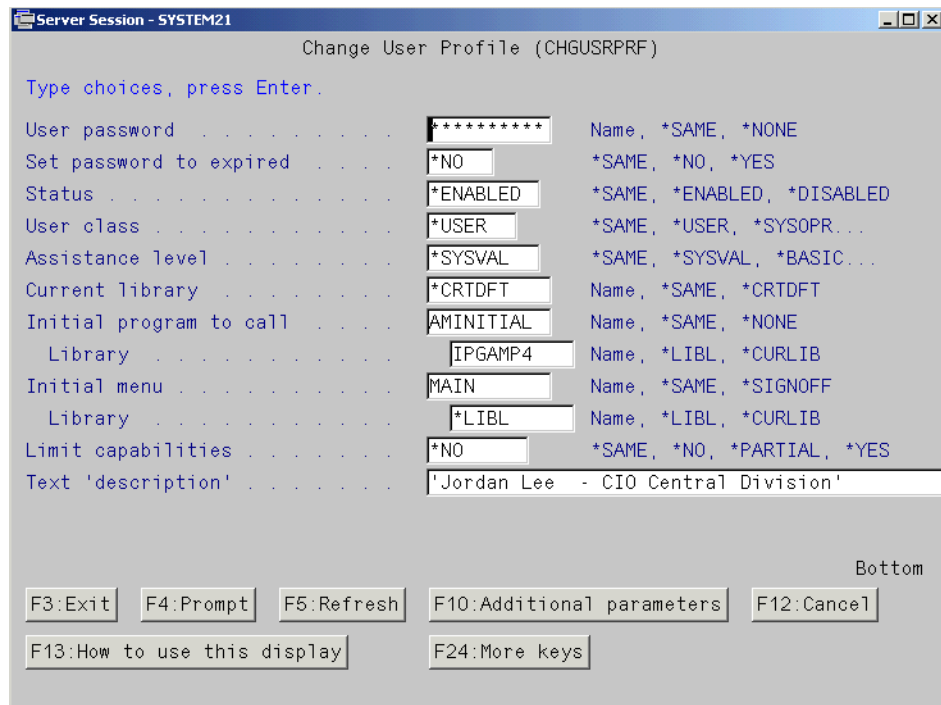 Server Session - SYSTEM21
Change User Profile (CHGUSRPRF)
Type choices, press Enter.
User password . . . . . . . . . ********** Name, *SAME, *NONE
Set password to expired . . . . *NO *SAME, *NO, *YES
Status . . . . . . . . . . . . . *ENABLED *SAME, *ENABLED, *DISABLED
User class . . . . . . . . . . . *USER *SAME, *USER, *SYSOPR...
Assistance level . . . . . . . . *SYSVAL *SAME, *SYSVAL, *BASIC...
Current library . . . . . . . . *CRTDFT Name, *SAME, *CRTDFT
Initial program to call . . . . AMINITIAL Name, *SAME, *NONE
Library . . . . . . . . . . . IPGAMP4 Name, *LIBL, *CURLIB
Initial menu . . . . . . . . . . MAIN Name, *SAME, *SIGNOFF
Library . . . . . . . . . . . *LIBL Name, *LIBL, *CURLIB
Limit capabilities . . . . . . . *NO *SAME, *NO, *PARTIAL, *YES
Text 'description' . . . . . . . 'Jordan Lee - CIO Central Division'
Bottom
F3:Exit F4:Prompt F5:Refresh F10:Additional parameters F12:Cancel
F13:How to use this display F24:More keys